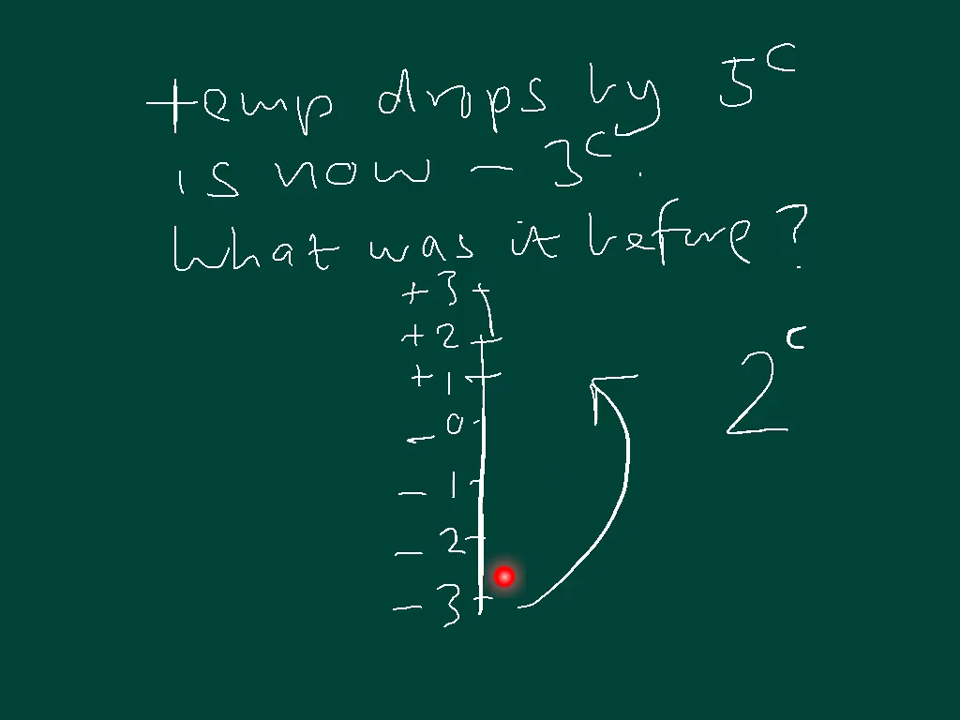 temp drops by 5c
is now - 3c.
What was it before?
+ 3
+ 2
+ 1
- 0
- 1
- 2
- 3
2c